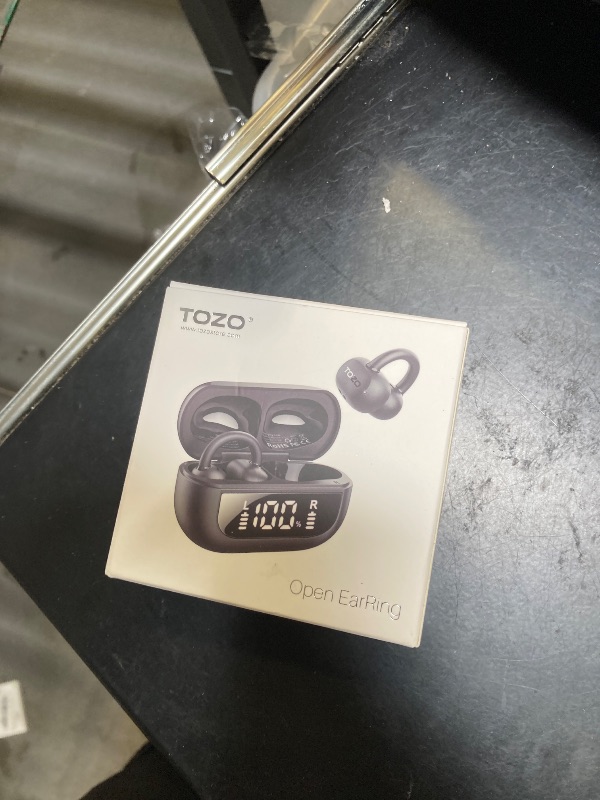 TOZO
www.tozostore.com
TOZO
L 100% R
Open EarRing